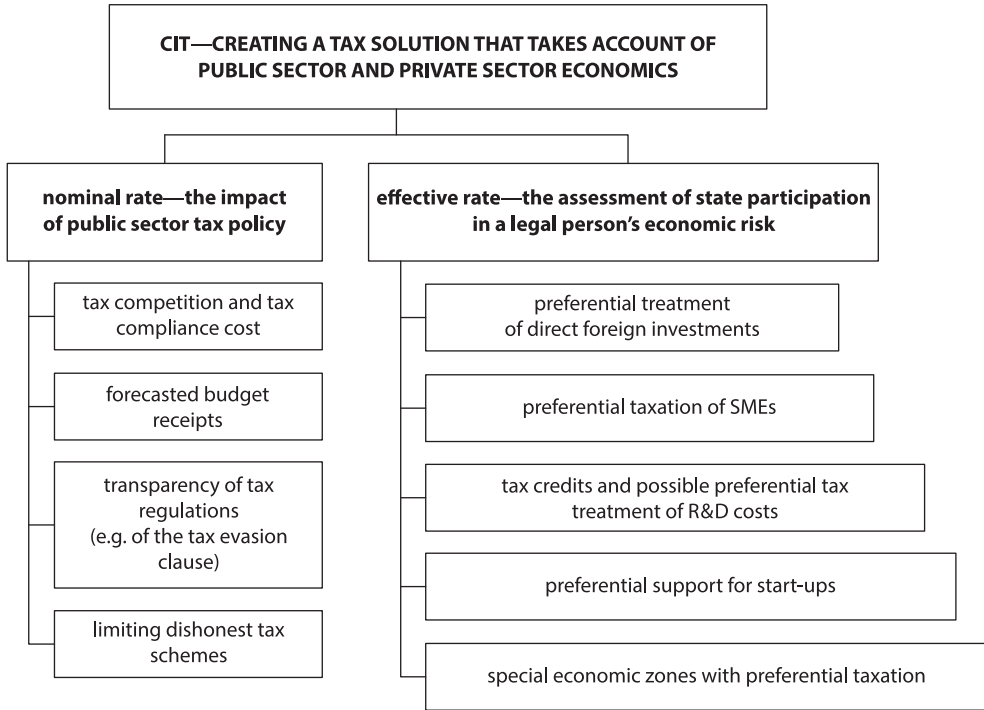 CIT—CREATING A TAX SOLUTION THAT TAKES ACCOUNT OF
PUBLIC SECTOR AND PRIVATE SECTOR ECONOMICS
nominal rate—the impact
of public sector tax policy
tax competition and tax
compliance cost
forecasted budget
receipts
transparency of tax
regulations
(e.g. of the tax evasion
clause)
limiting dishonest tax
schemes
effective rate—the assessment of state participation
in a legal person's economic risk
preferential treatment
of direct foreign investments
preferential taxation of SMEs
tax credits and possible preferential tax
treatment of R&D costs
preferential support for start-ups
special economic zones with preferential taxation